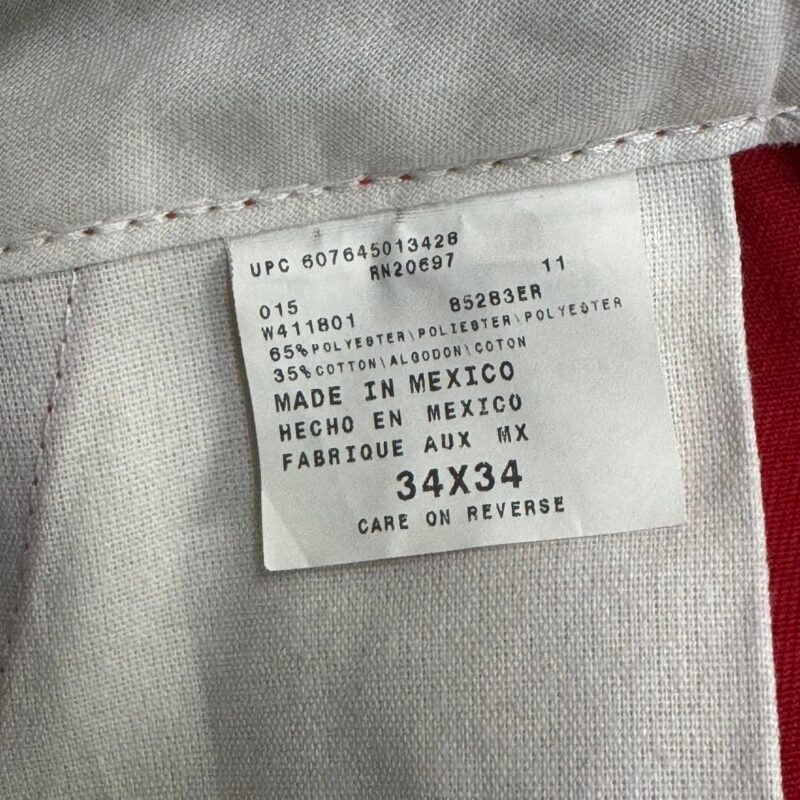 UPC 607645013428
RN20697
015 11
W411801 85283ER
65% POLYESTER\POLIESTER\POLYESTER
35% COTTON\ALGODON\COTON
MADE IN MEXICO
HECHO EN MEXICO
FABRIQUE AUX MX
34X34
CARE ON REVERSE